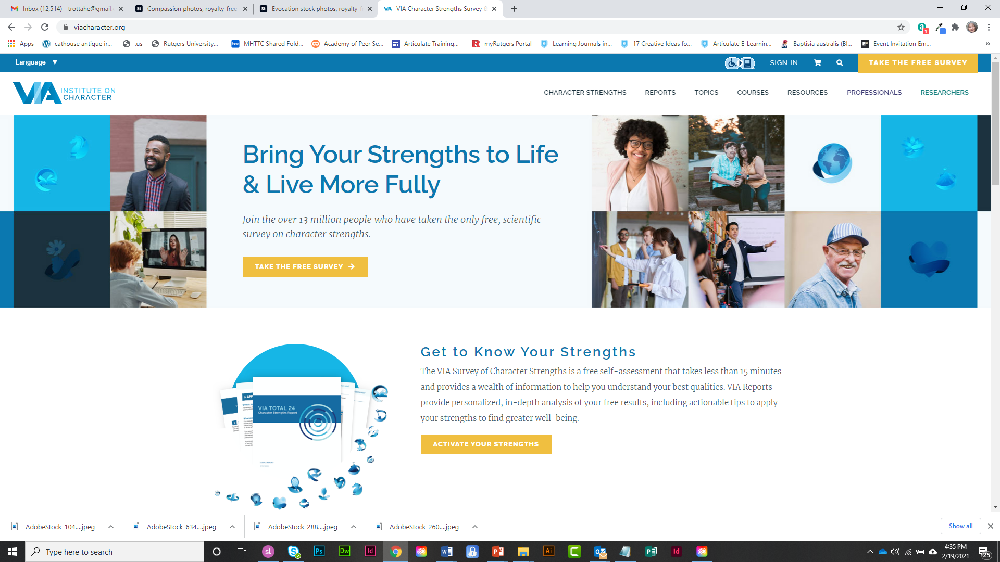 Inbox (12,514) - trottahe@gmail.
Compassion photos, royalty-free
Evocation stock photos, royalty-f
VIA Character Strengths Survey &
viacharacter.org
1
Apps
cathouse antique ir...
.us
Rutgers University...
box
MHTTC Shared Fold...
Academy of Peer Se...
Articulate Training...
myRutgers Portal
Learning Journals in...
17 Creative Ideas fo...
Articulate E-Learnin...
Baptisia australis (Bl...
Event Invitation Em...
Language
SIGN IN
TAKE THE FREE SURVEY
VIA INSTITUTE ON
CHARACTER
CHARACTER STRENGTHS
REPORTS
TOPICS
COURSES
RESOURCES
PROFESSIONALS
RESEARCHERS
Bring Your Strengths to Life
& Live More Fully
Join the over 13 million people who have taken the only free, scientific
survey on character strengths.
TAKE THE FREE SURVEY
VIA TOTAL 24
Character Strengths Report
Get to Know Your Strengths
The VIA Survey of Character Strengths is a free self-assessment that takes less than 15 minutes
and provides a wealth of information to help you understand your best qualities. VIA Reports
provide personalized, in-depth analysis of your free results, including actionable tips to apply
your strengths to find greater well-being.
ACTIVATE YOUR STRENGTHS
AdobeStock_104....jpeg
AdobeStock_634....jpeg
AdobeStock_288....jpeg
AdobeStock_260....jpeg
Show all
Type here to search
sl
Ps
Dw
Id
Ai
Id
4:35 PM
2/19/2021
25